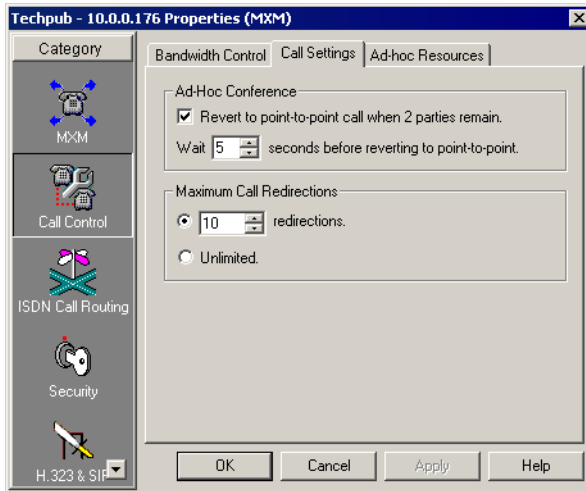 Techpub - 10.0.0.176 Properties (MXM)
Category
MXM
Call Control
ISDN Call Routing
Security
H.323 & SIP
Bandwidth Control Call Settings Ad-hoc Resources
Ad-Hoc Conference
Revert to point-to-point call when 2 parties remain.
Wait 5 seconds before reverting to point-to-point.
Maximum Call Redirections
10 redirections.
Unlimited.
OK Cancel Apply Help